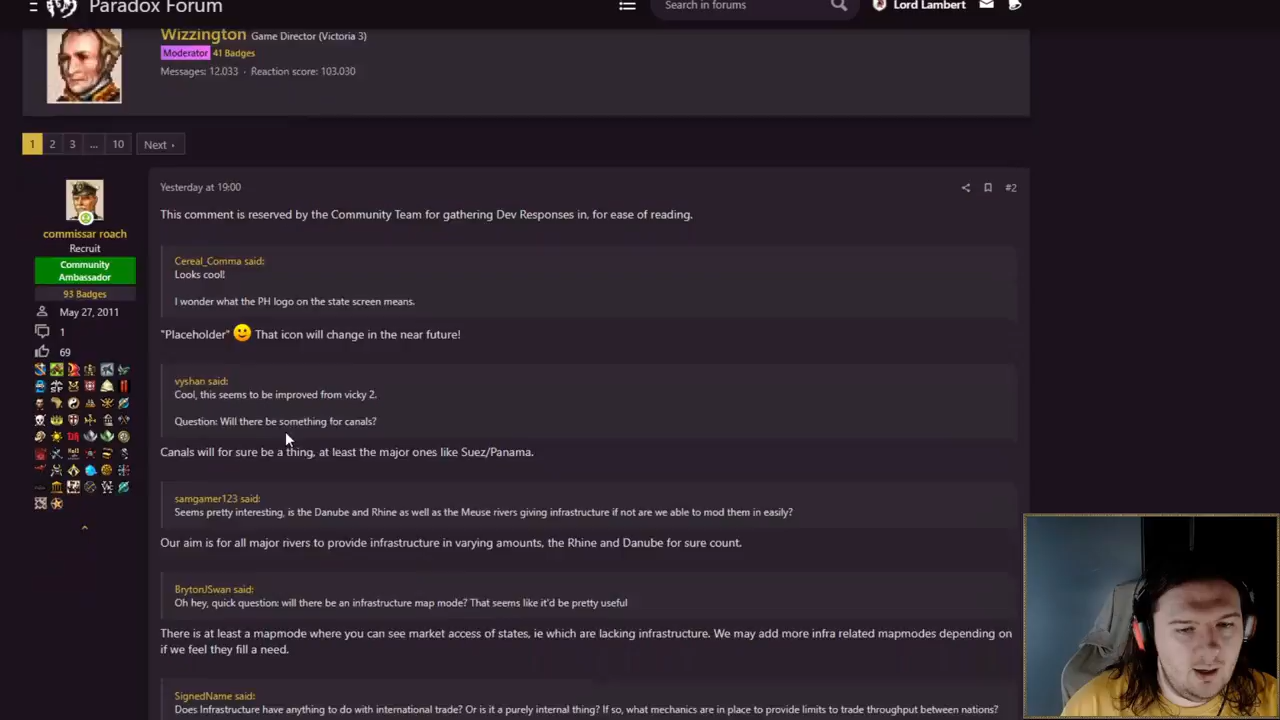 Paradox Forum
Search in forums
Lord Lambert
Wizzington Game Director (Victoria 3)
Moderator 41 Badges
Messages: 12.033 · Reaction score: 103.030
1 2 3 ... 10 Next ›
Yesterday at 19:00 #2
commissar roach
Recruit
Community
Ambassador
93 Badges
May 27, 2011
1
69
This comment is reserved by the Community Team for gathering Dev Responses in, for ease of reading.
Cereal_Comma said:
Looks cool!
I wonder what the PH logo on the state screen means.
"Placeholder" 🙂 That icon will change in the near future!
vyshan said:
Cool, this seems to be improved from vicky 2.
Question: Will there be something for canals?
Canals will for sure be a thing, at least the major ones like Suez/Panama.
samgamer123 said:
Seems pretty interesting, is the Danube and Rhine as well as the Meuse rivers giving infrastructure if not are we able to mod them in easily?
Our aim is for all major rivers to provide infrastructure in varying amounts, the Rhine and Danube for sure count.
BrytonJSwan said:
Oh hey, quick question: will there be an infrastructure map mode? That seems like it'd be pretty useful
There is at least a mapmode where you can see market access of states, ie which are lacking infrastructure. We may add more infra related mapmodes depending on
if we feel they fill a need.
SignedName said:
Does Infrastructure have anything to do with international trade? Or is it a purely internal thing? If so, what mechanics are in place to provide limits to trade throughput between nations?